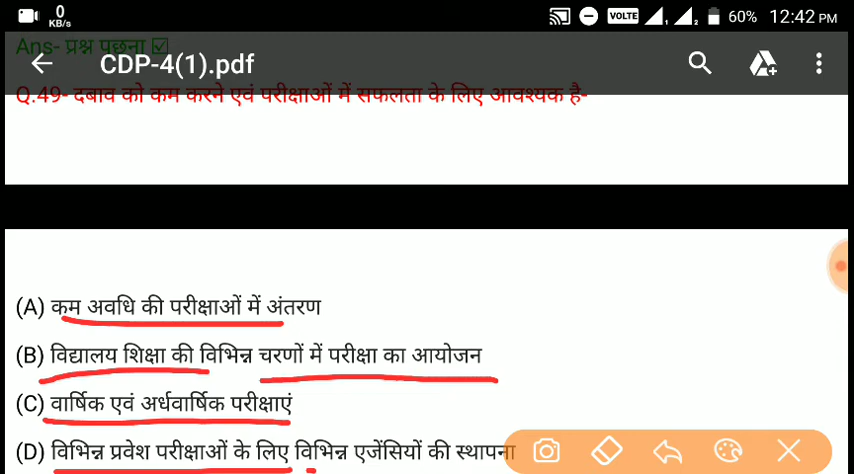 0
KB/s
VOLTE 1 2 60% 12:42 PM
Ans- प्रश्न पूछना
CDP-4(1).pdf
Q.49- दबाव को कम करने एवं परीक्षाओं में सफलता के लिए आवश्यक है-
(A) कम अवधि की परीक्षाओं में अंतरण
(B) विद्यालय शिक्षा की विभिन्न चरणों में परीक्षा का आयोजन
(C) वार्षिक एवं अर्धवार्षिक परीक्षाएं
(D) विभिन्न प्रवेश परीक्षाओं के लिए विभिन्न एजेंसियों की स्थापना